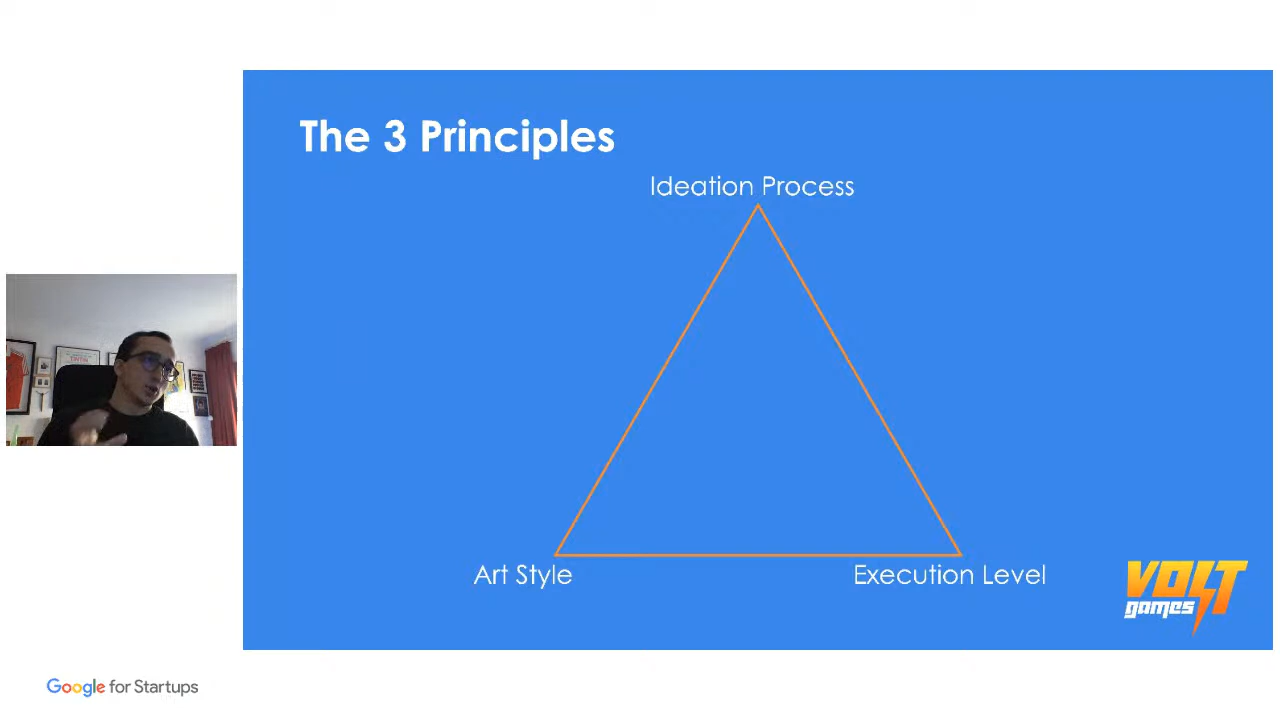 The 3 Principles
Ideation Process
Art Style
Execution Level
VOLT
games
Google for Startups